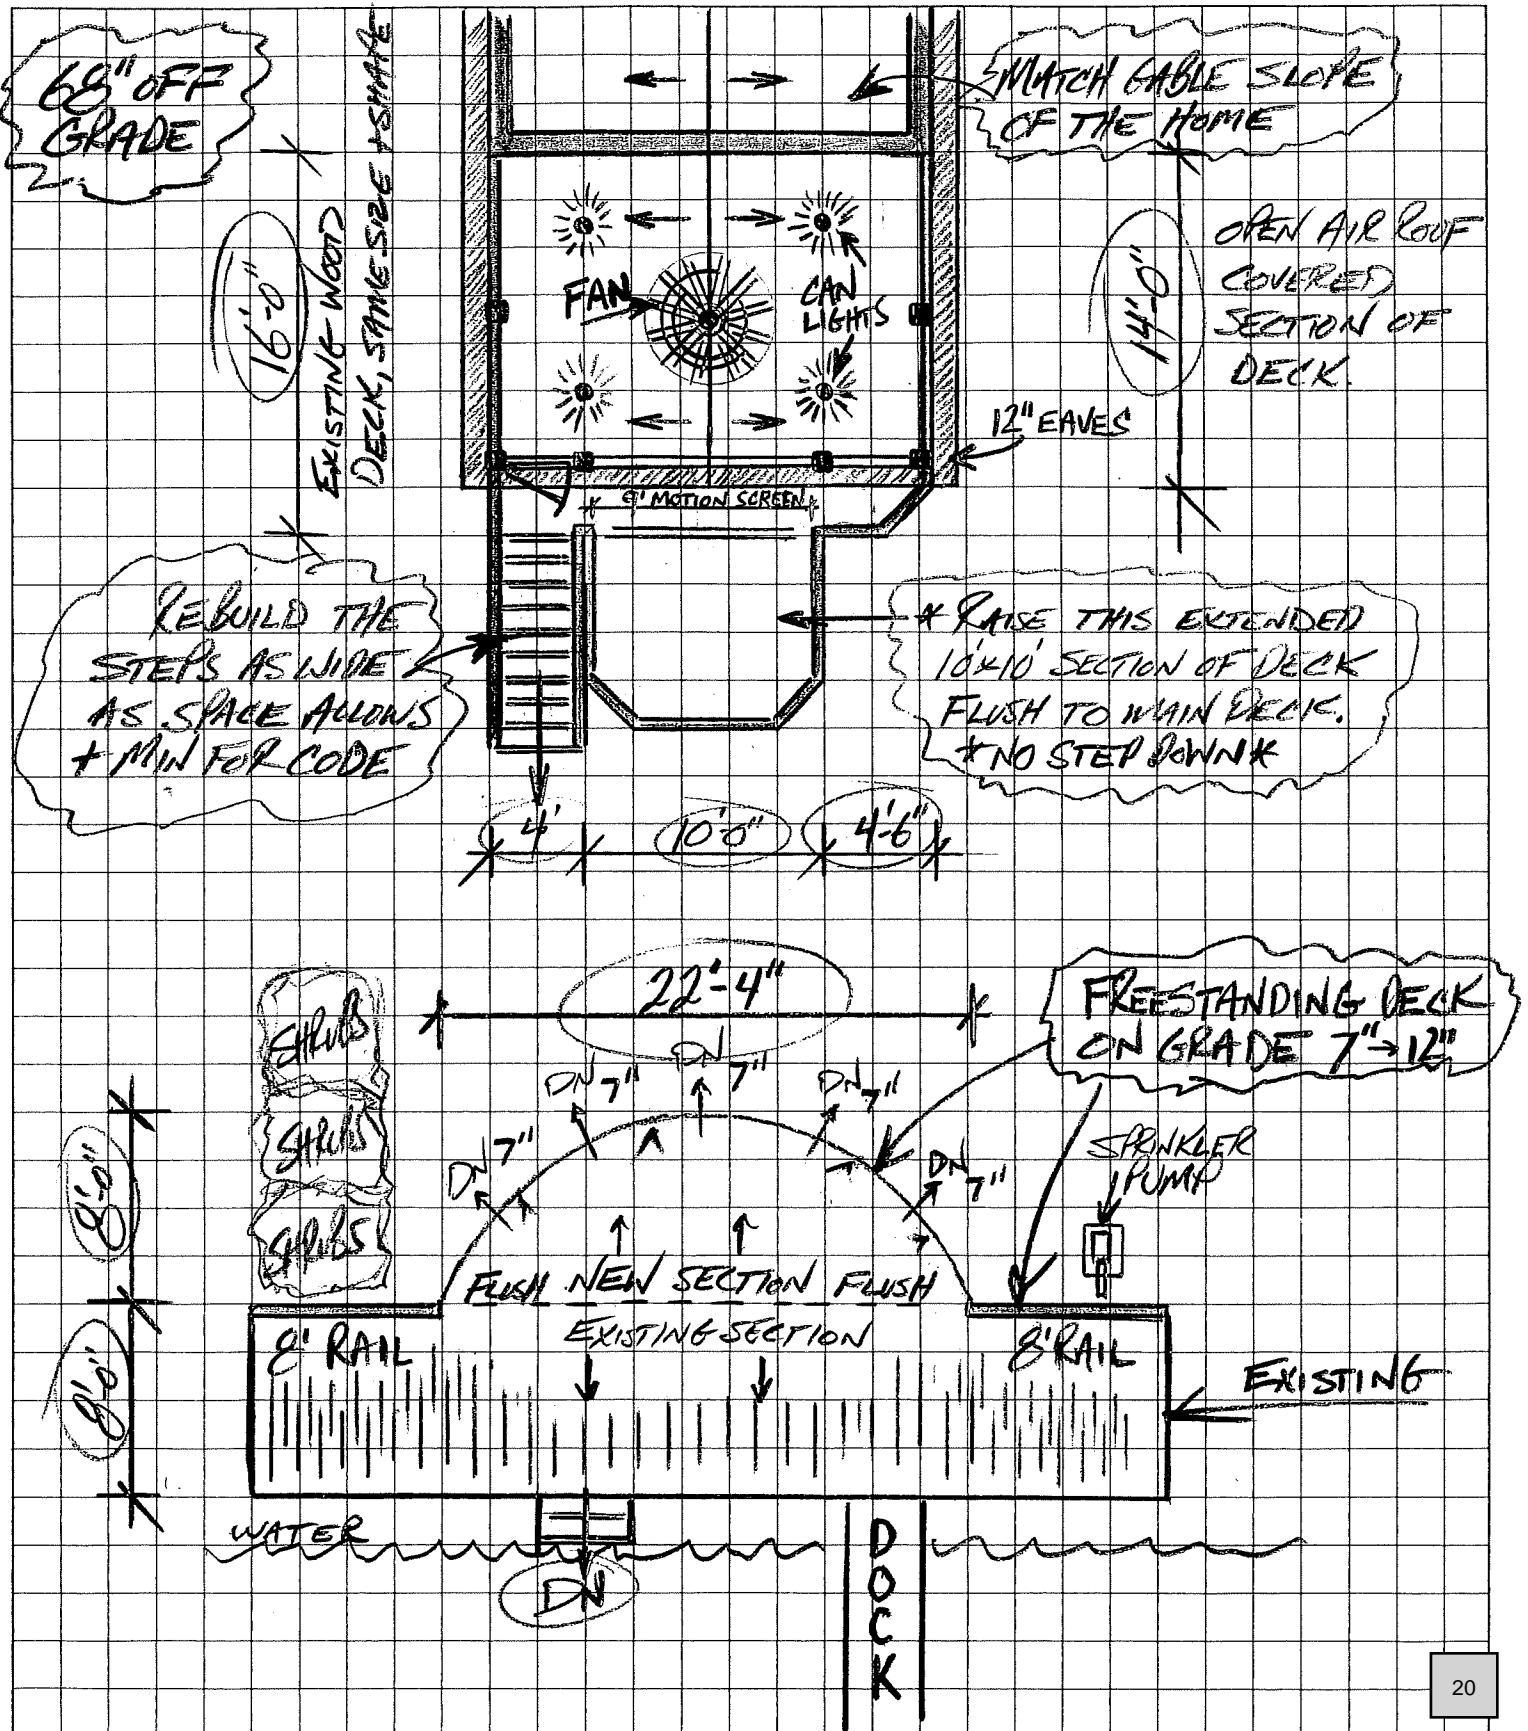 68" OFF
GRADE
MATCH GABLE SLOPE
OF THE HOME
16'-0"
EXISTING WOOD
DECK, SAME SIZE + SHAPE
14'-0"
OPEN AIR ROOF
COVERED
SECTION OF
DECK.
FAN
CAN
LIGHTS
12" EAVES
9' MOTION SCREEN
REBUILD THE
STEPS AS WIDE
AS SPACE ALLOWS
* MIN FOR CODE
* RAISE THIS EXTENDED
10'x10' SECTION OF DECK
FLUSH TO MAIN DECK.
*NO STEP DOWN*
4'
10'-0"
4'-6"
22'-4"
FREESTANDING DECK
ON GRADE 7"→12"
SHRUBS
SHRUBS
SHRUBS
DN 7"
DN 7"
DN 7"
DN 7"
DN 7"
SPRINKLER
PUMP
8'-0"
8'-0"
FLUSH NEW SECTION FLUSH
EXISTING SECTION
8' RAIL
8' RAIL
EXISTING
WATER
DN
DOCK
20